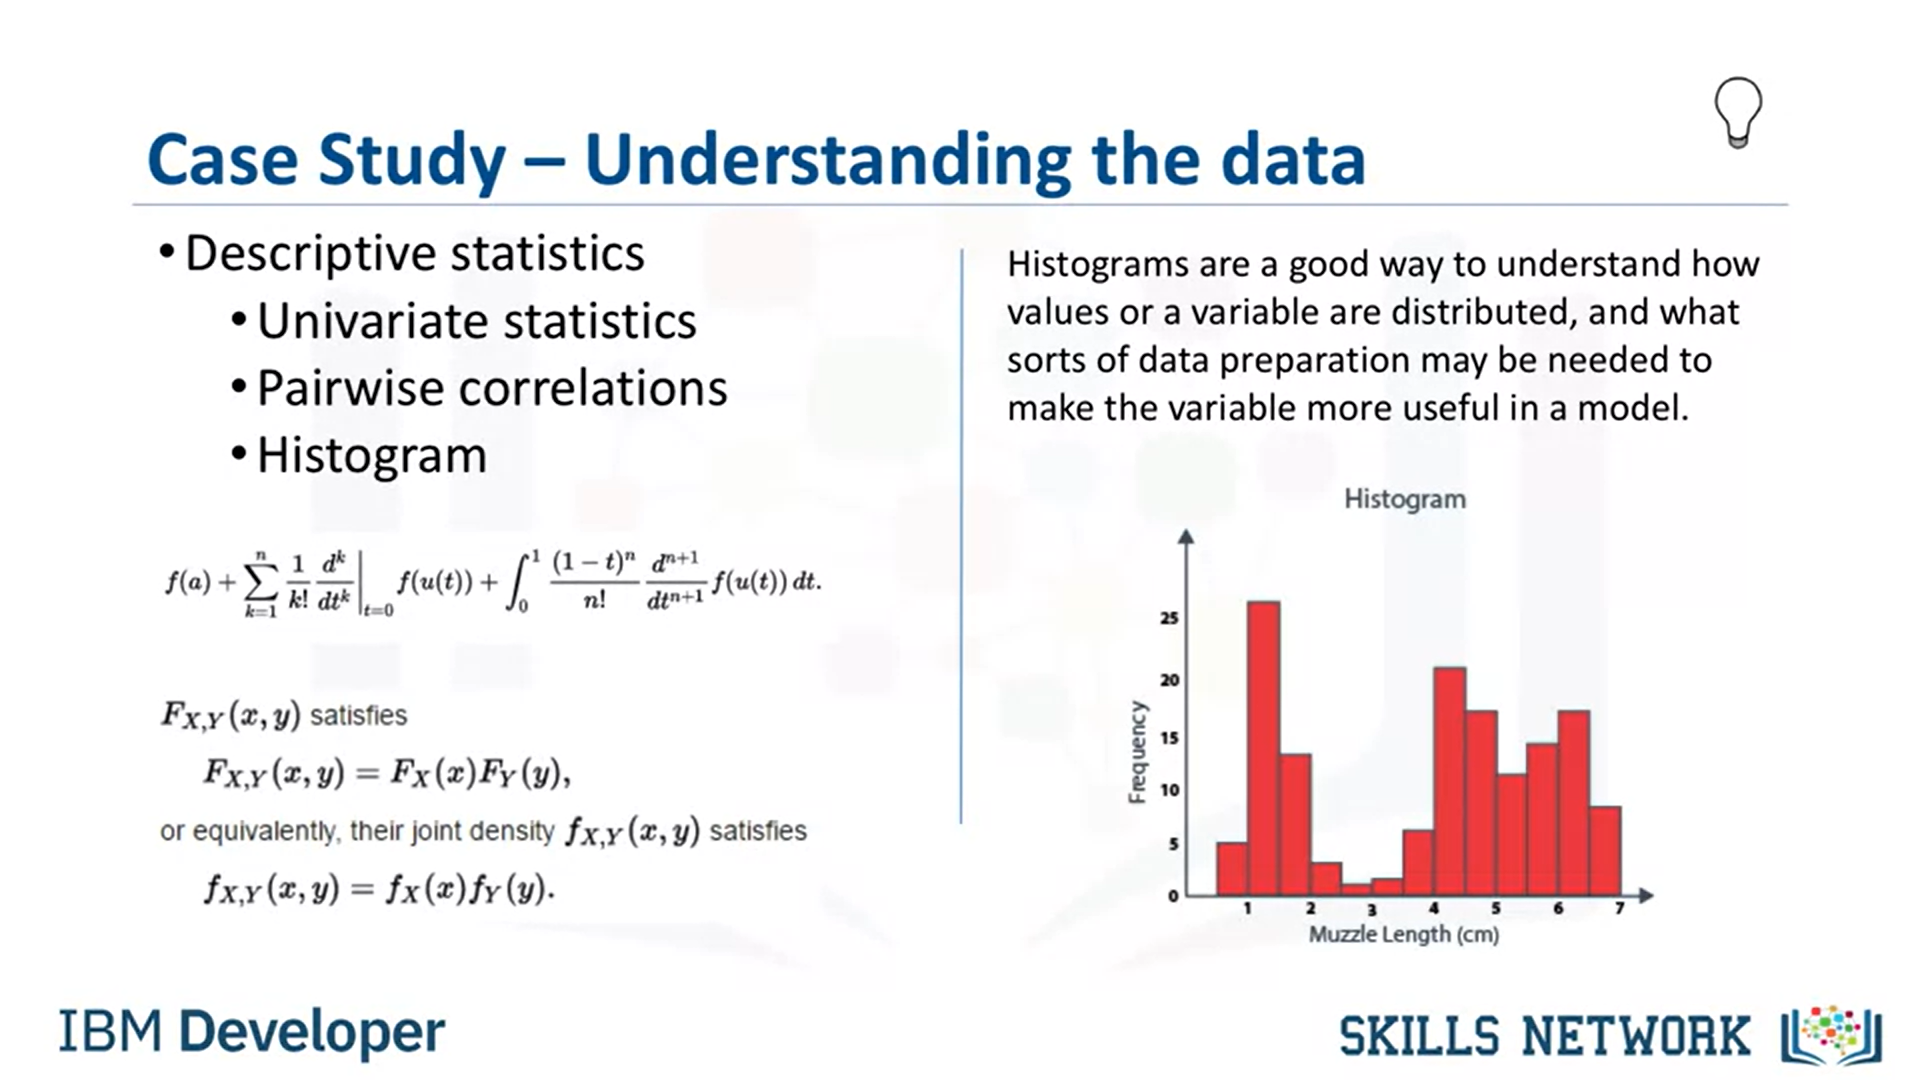 Case Study – Understanding the data
• Descriptive statistics
• Univariate statistics
• Pairwise correlations
• Histogram
f(a) + ∑_{k=1}^{n} \frac{1}{k!} \frac{d^k}{dt^k} |_{t=0} f(u(t)) + ∫_0^1 \frac{(1 − t)^n}{n!} \frac{d^{n+1}}{dt^{n+1}} f(u(t)) dt.
F_{X,Y}(x, y) satisfies
F_{X,Y}(x, y) = F_X(x)F_Y(y),
or equivalently, their joint density f_{X,Y}(x, y) satisfies
f_{X,Y}(x, y) = f_X(x)f_Y(y).
Histograms are a good way to understand how
values or a variable are distributed, and what
sorts of data preparation may be needed to
make the variable more useful in a model.
Histogram
Frequency
25
20
15
10
5
0
1 2 3 4 5 6 7
Muzzle Length (cm)
IBM Developer
SKILLS NETWORK